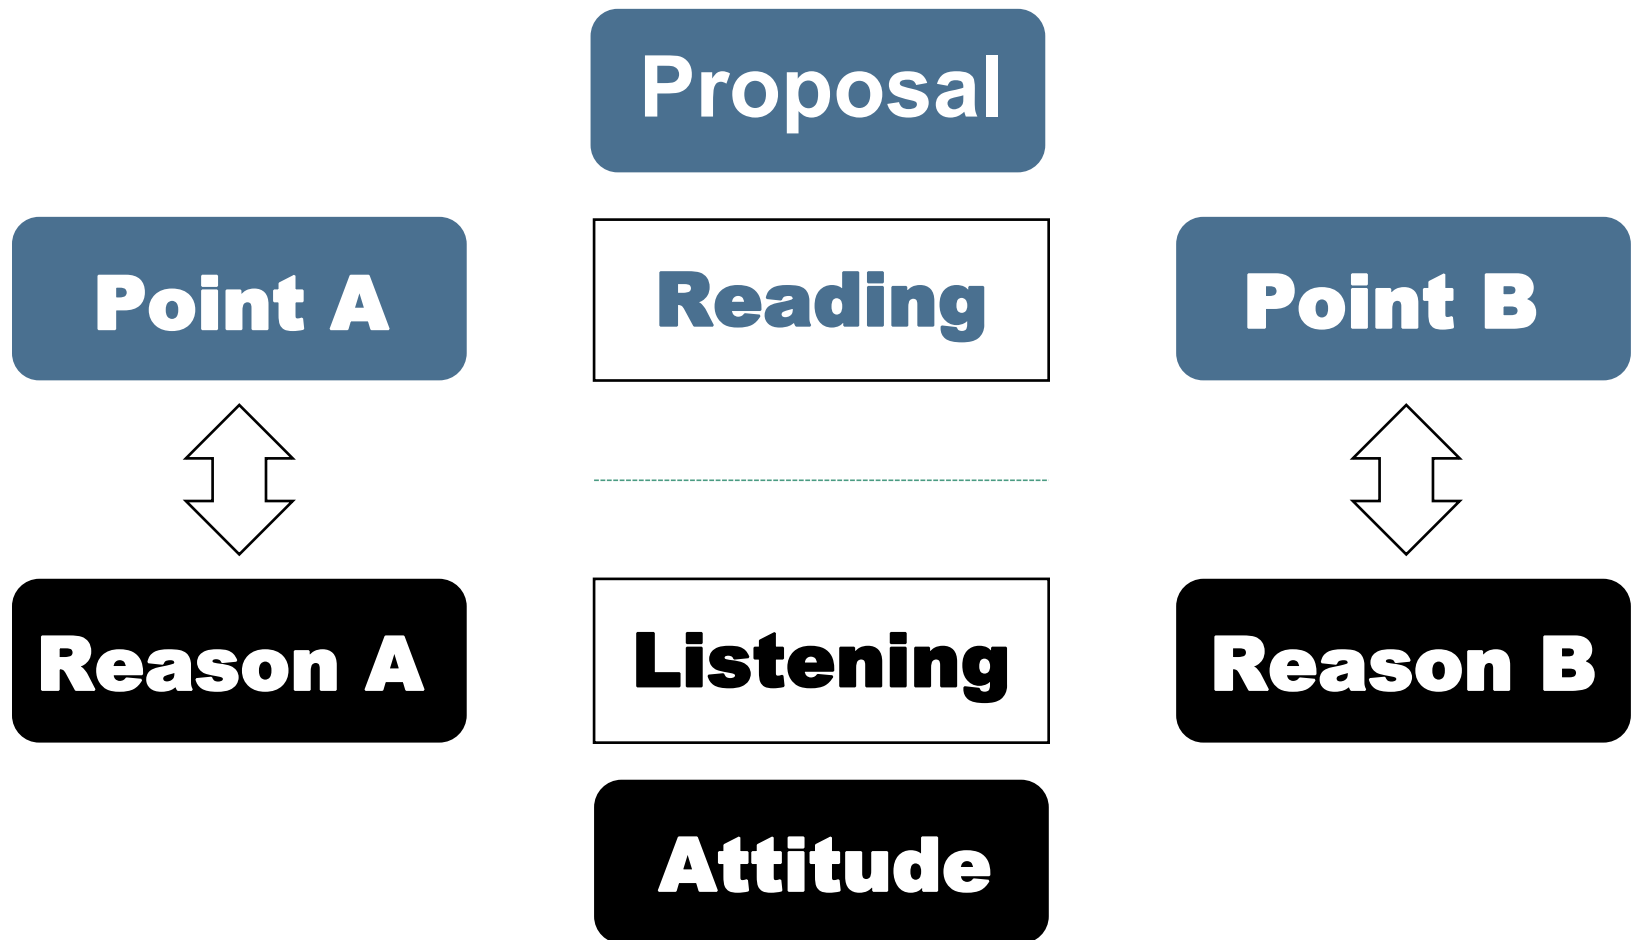 Proposal
Point A
Reading
Point B
Reason A
Listening
Reason B
Attitude